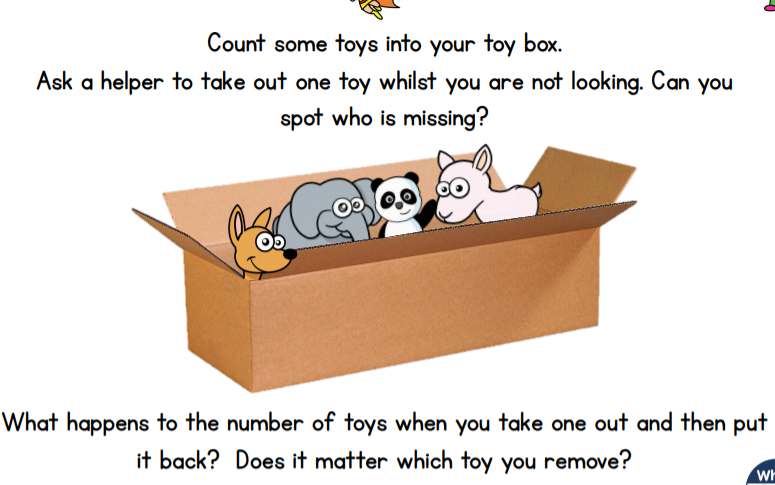 Count some toys into your toy box.
Ask a helper to take out one toy whilst you are not looking. Can you
spot who is missing?
What happens to the number of toys when you take one out and then put
it back?  Does it matter which toy you remove?